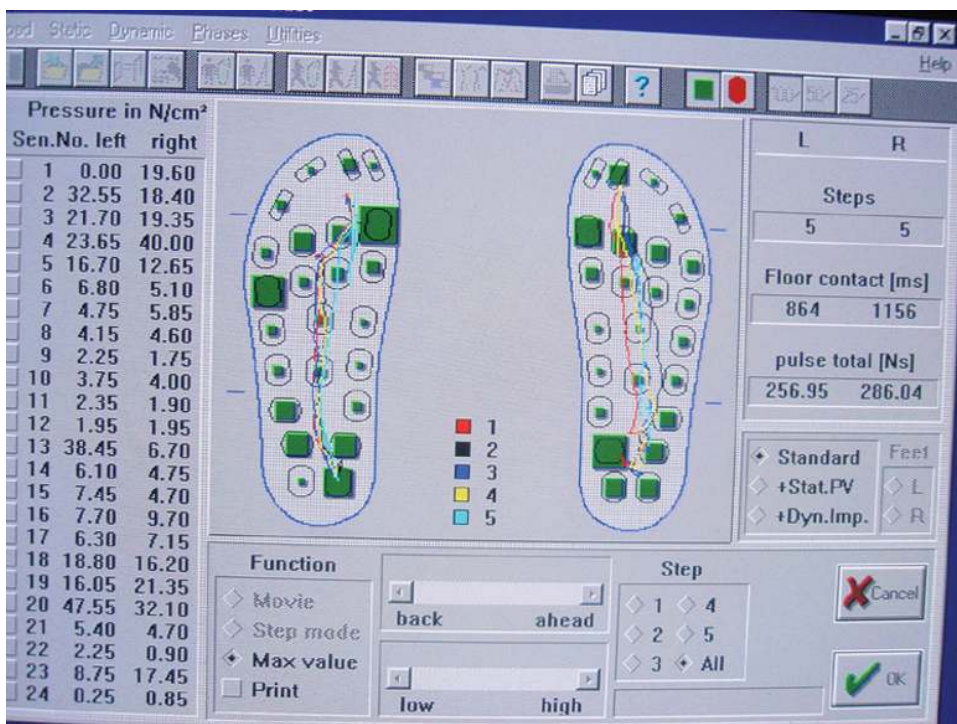 Static Dynamic Phases Utilities
Help
?
100% 50% 25%
Pressure in N/cm²
Sen.No. left right
1 0.00 19.60
2 32.55 18.40
3 21.70 19.35
4 23.65 40.00
5 16.70 12.65
6 6.80 5.10
7 4.75 5.85
8 4.15 4.60
9 2.25 1.75
10 3.75 4.00
11 2.35 1.90
12 1.95 1.95
13 38.45 6.70
14 6.10 4.75
15 7.45 4.70
16 7.70 9.70
17 6.30 7.15
18 18.80 16.20
19 16.05 21.35
20 47.55 32.10
21 5.40 4.70
22 2.25 0.90
23 8.75 17.45
24 0.25 0.85
1
2
3
4
5
L R
Steps
5 5
Floor contact [ms]
864 1156
pulse total [Ns]
256.95 286.04
Standard
+Stat.PV
+Dyn.Imp.
Feet
L
R
Function
Movie
Step mode
Max value
Print
back ahead
low high
Step
1 4
2 5
3 All
Cancel
OK